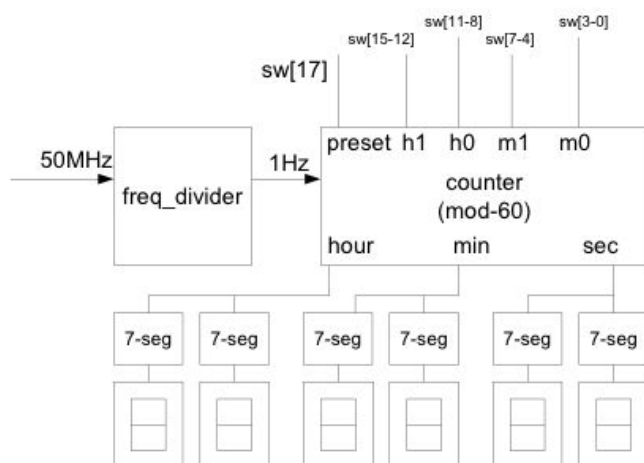 sw[11-8] sw[3-0]
sw[15-12] sw[7-4]
sw[17]
50MHz 1Hz preset h1 h0 m1 m0
freq_divider counter
(mod-60)
hour min sec
7-seg 7-seg 7-seg 7-seg 7-seg 7-seg